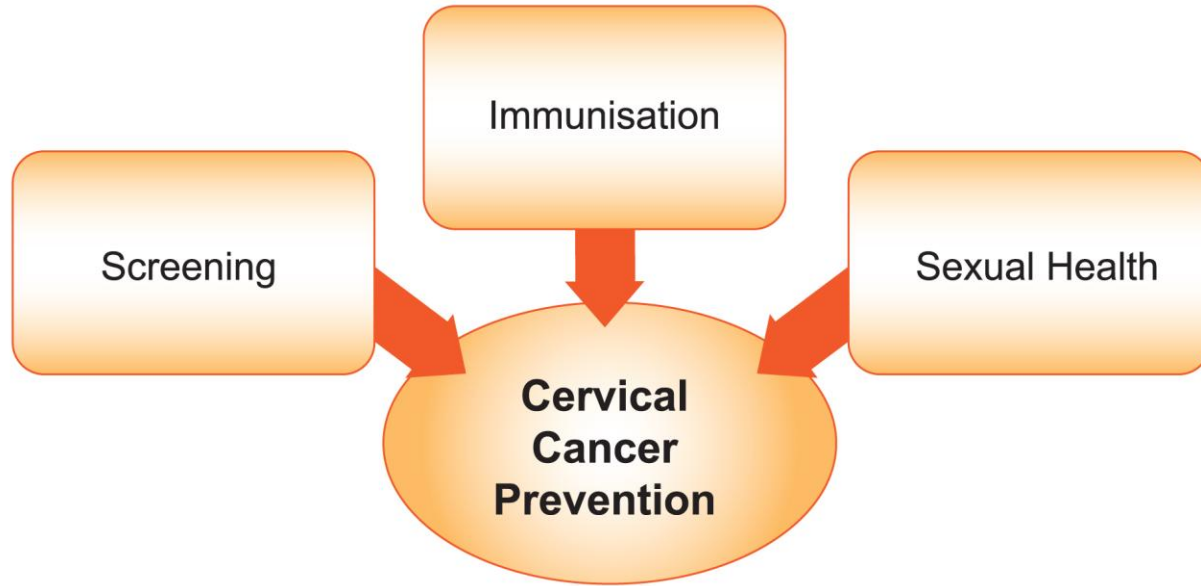 Immunisation
Screening
Sexual Health
Cervical
Cancer
Prevention